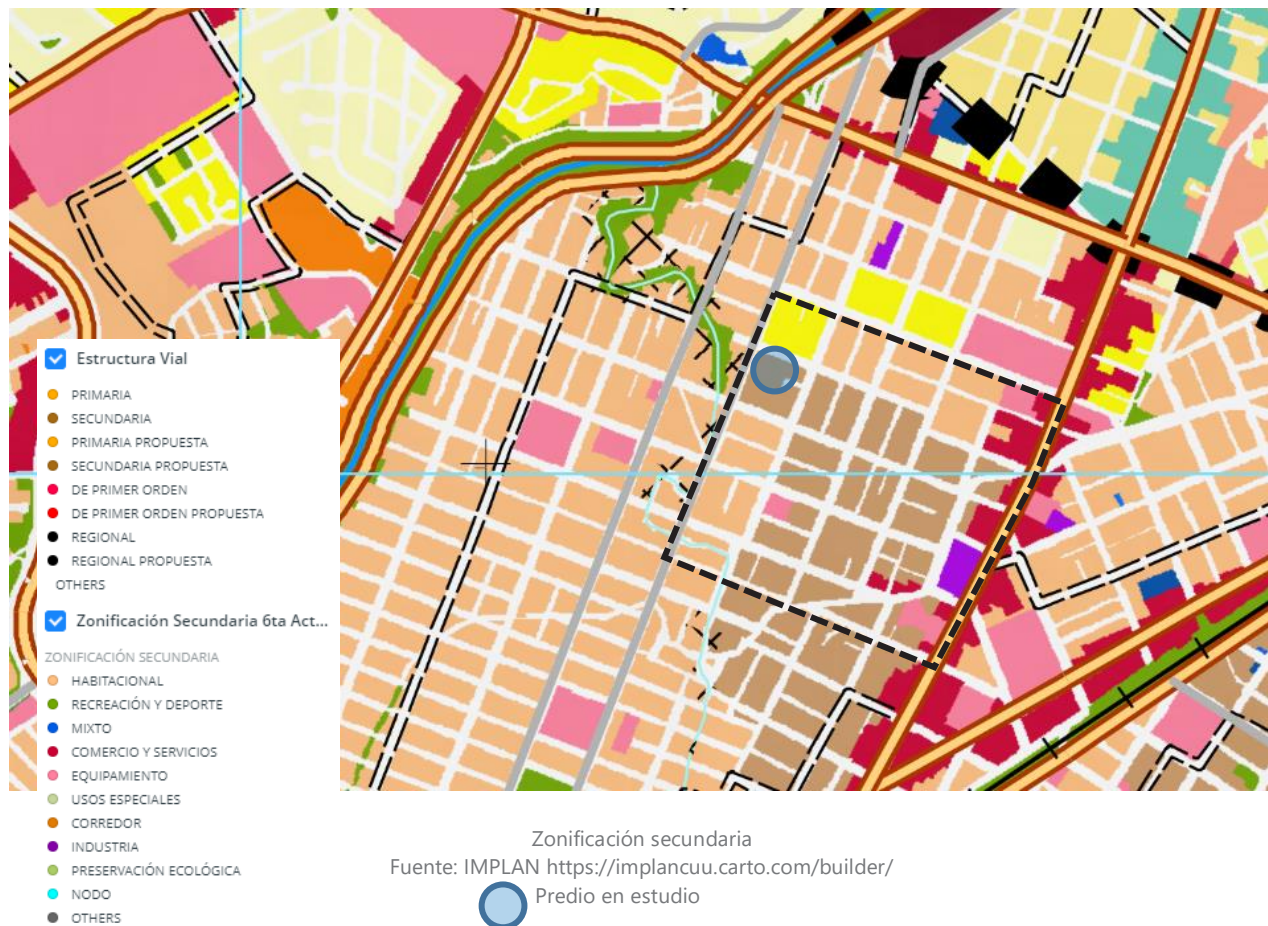 Estructura Vial
PRIMARIA
SECUNDARIA
PRIMARIA PROPUESTA
SECUNDARIA PROPUESTA
DE PRIMER ORDEN
DE PRIMER ORDEN PROPUESTA
REGIONAL
REGIONAL PROPUESTA
OTHERS
Zonificación Secundaria 6ta Act...
ZONIFICACIÓN SECUNDARIA
HABITACIONAL
RECREACIÓN Y DEPORTE
MIXTO
COMERCIO Y SERVICIOS
EQUIPAMIENTO
USOS ESPECIALES
CORREDOR
INDUSTRIA
PRESERVACIÓN ECOLÓGICA
NODO
OTHERS
Zonificación secundaria
Fuente: IMPLAN https://implancuu.carto.com/builder/
Predio en estudio